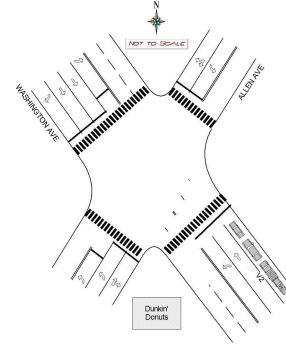 N
NOT TO SCALE
WASHINGTON AVE
ALLEN AVE
V2
Dunkin'
Donuts